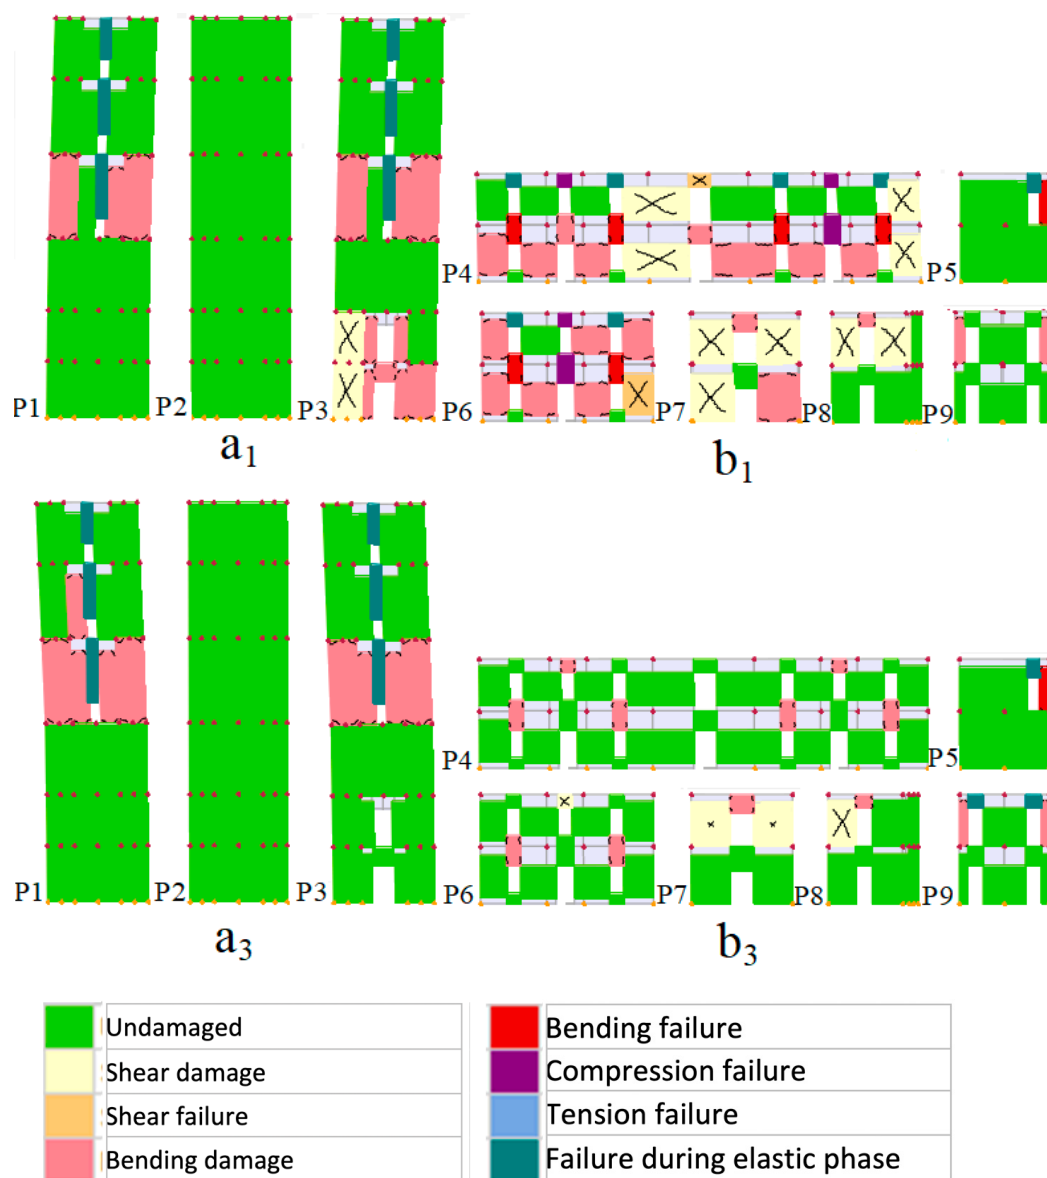 P4 P5
P1 P2 P3 P6 P7 P8 P9
a1 b1
P4 P5
P1 P2 P3 P6 P7 P8 P9
a3 b3
Undamaged Bending failure
Shear damage Compression failure
Shear failure Tension failure
Bending damage Failure during elastic phase